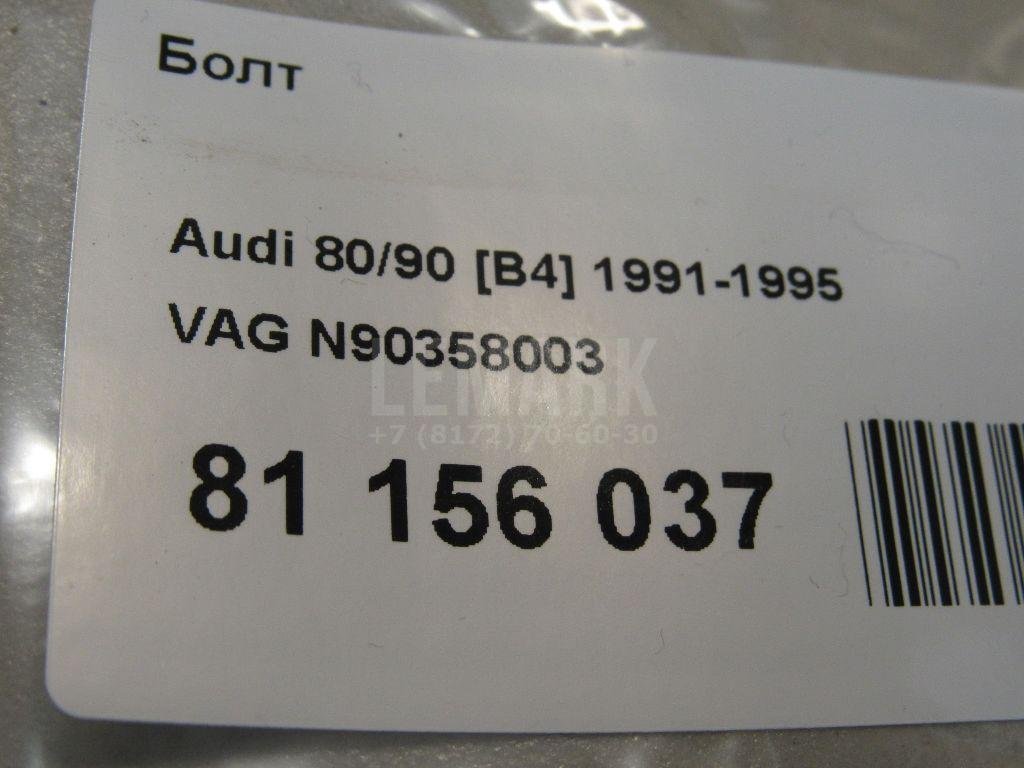 Болт
Audi 80/90 [B4] 1991-1995
VAG N90358003
LEMARK
+7 (8172) 70-60-30
81 156 037